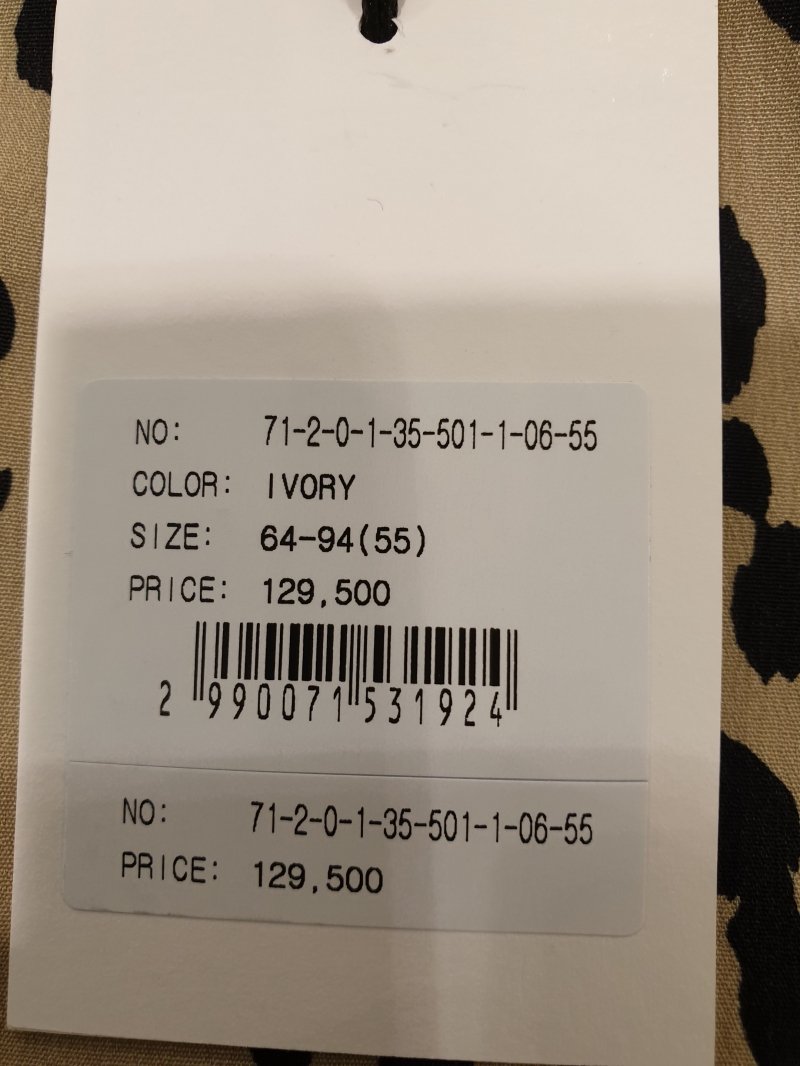 NO: 71-2-0-1-35-501-1-06-55
COLOR: IVORY
SIZE: 64-94(55)
PRICE: 129,500
2 990071 531924
NO: 71-2-0-1-35-501-1-06-55
PRICE: 129,500